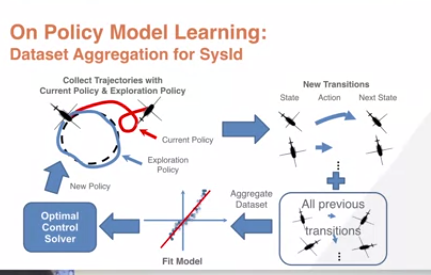 On Policy Model Learning:
Dataset Aggregation for SysId
Collect Trajectories with
Current Policy & Exploration Policy
New Transitions
State Action Next State
Current Policy
Exploration
Policy
New Policy
Optimal
Control
Solver
Fit Model
Aggregate
Dataset
All previous
transitions